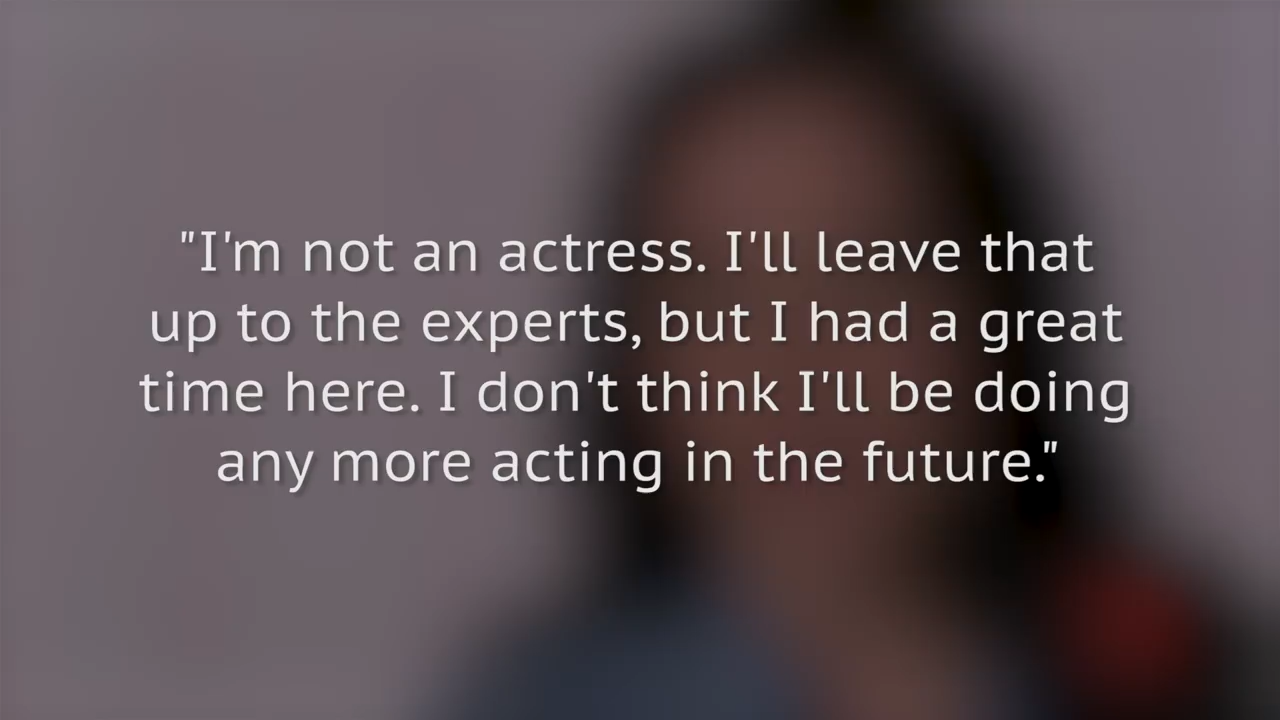 "I'm not an actress. I'll leave that
up to the experts, but I had a great
time here. I don't think I'll be doing
any more acting in the future."